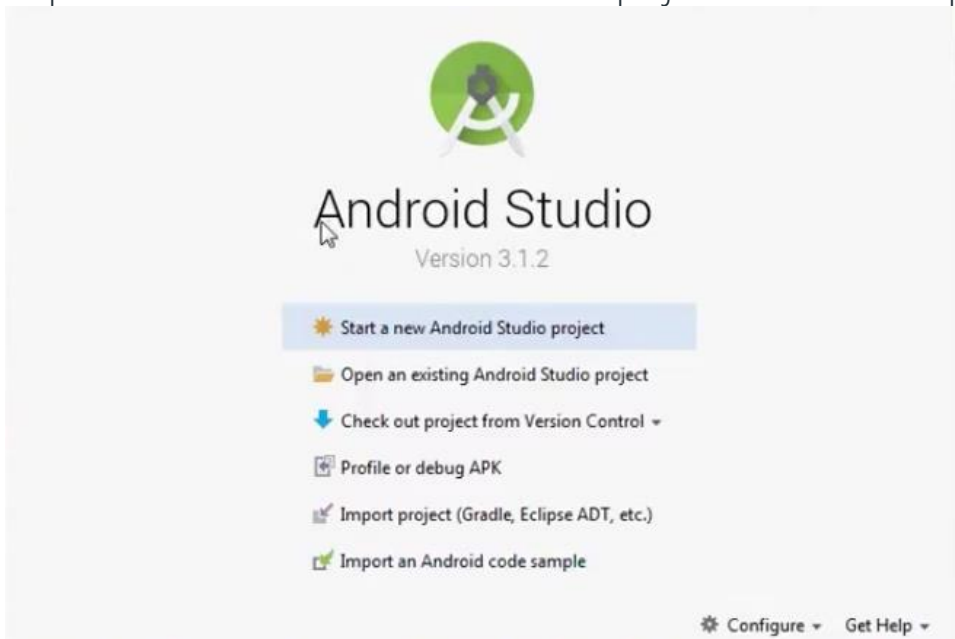 Android Studio
Version 3.1.2
Start a new Android Studio project
Open an existing Android Studio project
Check out project from Version Control
Profile or debug APK
Import project (Gradle, Eclipse ADT, etc.)
Import an Android code sample
Configure Get Help